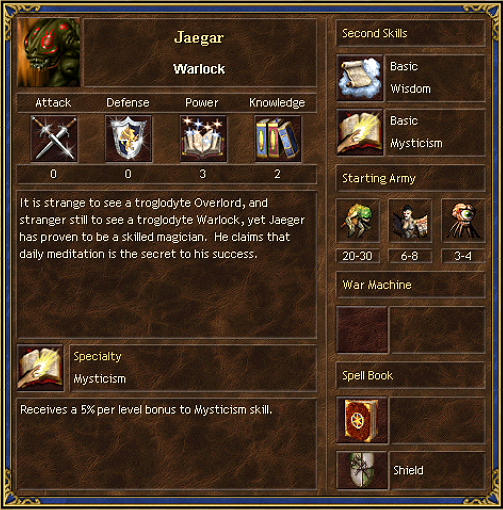 Jaegar
Warlock
Attack Defense Power Knowledge
0 0 3 2
It is strange to see a troglodyte Overlord, and
stranger still to see a troglodyte Warlock, yet Jaeger
has proven to be a skilled magician. He claims that
daily meditation is the secret to his success.
Specialty
Mysticism
Receives a 5% per level bonus to Mysticism skill.
Second Skills
Basic
Wisdom
Basic
Mysticism
Starting Army
20-30 6-8 3-4
War Machine
Spell Book
Shield